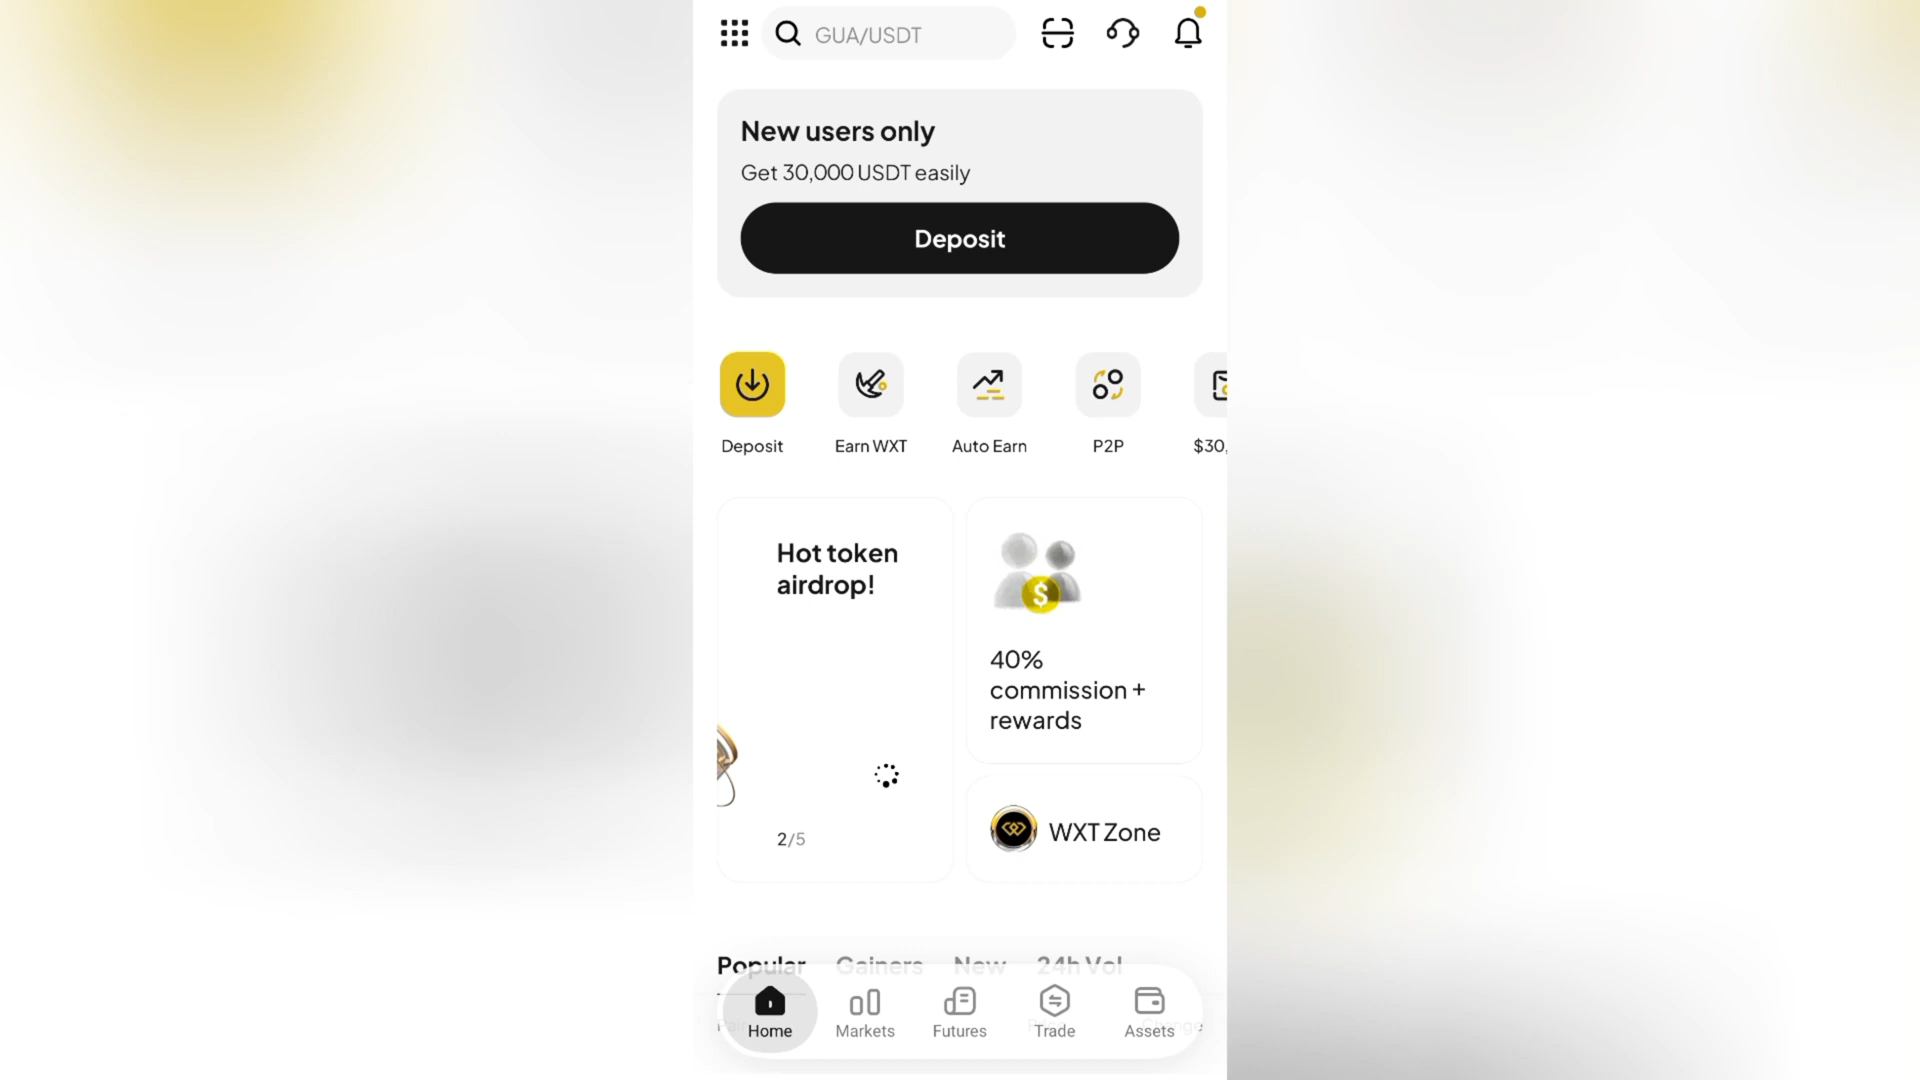 GUA/USDT
New users only
Get 30,000 USDT easily
Deposit
Deposit
Earn WXT
Auto Earn
P2P
$30,
Hot token
airdrop!
2/5
$
40%
commission +
rewards
WXT Zone
Popular
Gainers
New
24h Vol
Home
Markets
Futures
Trade
Assets